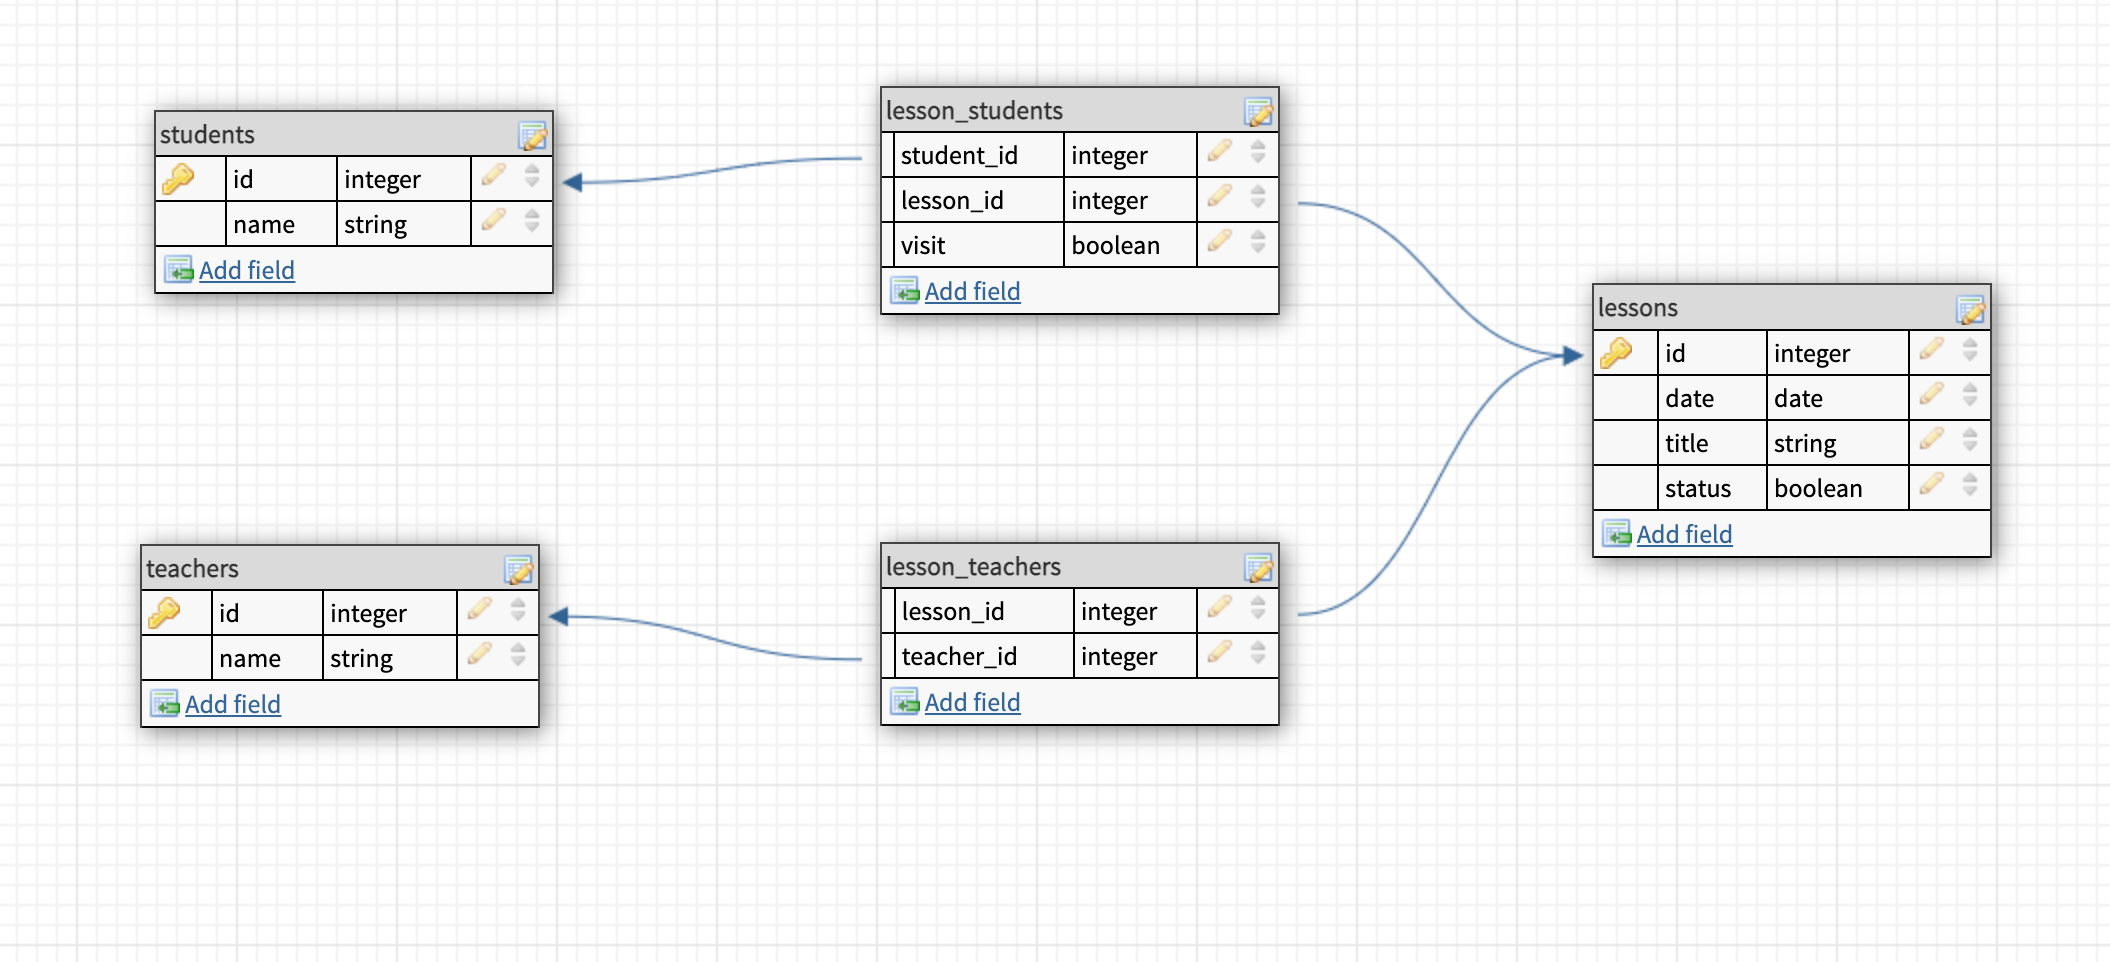 students
id integer
name string
Add field
lesson_students
student_id integer
lesson_id integer
visit boolean
Add field
lessons
id integer
date date
title string
status boolean
Add field
teachers
id integer
name string
Add field
lesson_teachers
lesson_id integer
teacher_id integer
Add field